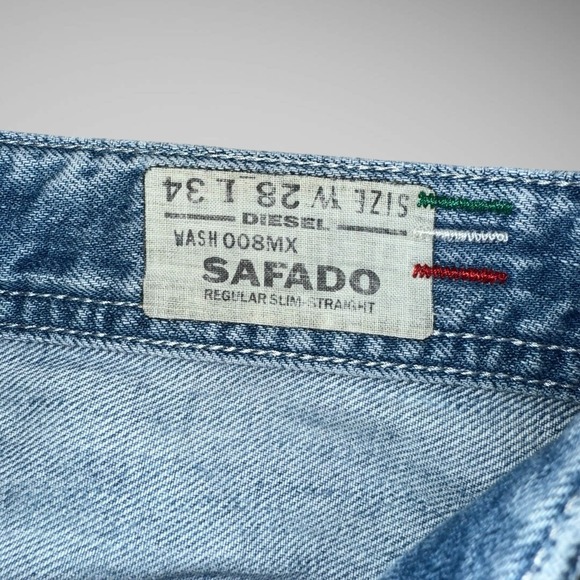 SIZE W 28 L 34
DIESEL
WASH 008MX
SAFADO
REGULAR SLIM-STRAIGHT